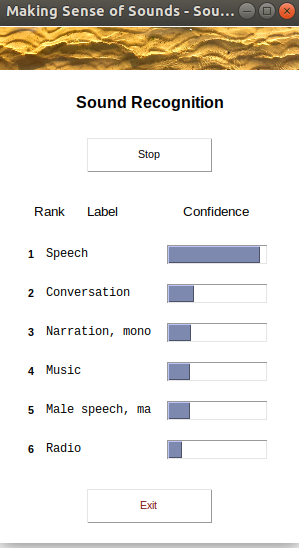 Making Sense of Sounds - Sou...
Sound Recognition
Stop
Rank Label Confidence
1 Speech
2 Conversation
3 Narration, mono
4 Music
5 Male speech, ma
6 Radio
Exit